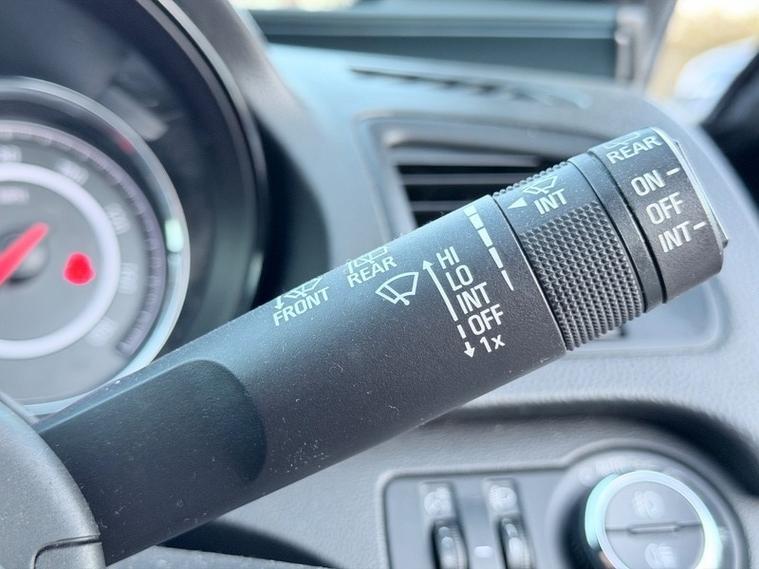 FRONT
REAR
HI
LO
INT
OFF
1x
INT
REAR
ON
OFF
INT